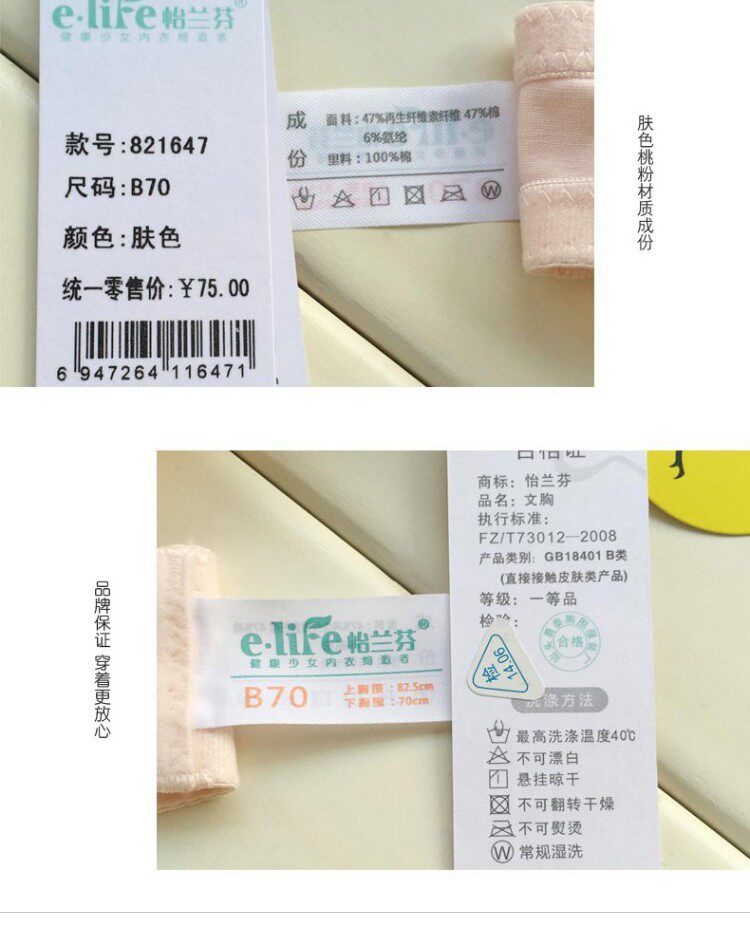 e·life怡兰芬®
健康少女内衣缔造者
款号:821647
尺码:B70
颜色:肤色
统一零售价:¥75.00
6 947264 116471
成份
面料:47%再生纤维素纤维 47%棉
6%氨纶
里料:100%棉
W
肤色桃粉材质成份
品牌保证 穿着更放心
e·life怡兰芬®
健康少女内衣缔造者
B70
上胸围:82.5cm
下胸围:70cm
合格证
商标:怡兰芬
品名:文胸
执行标准:
FZ/T73012—2008
产品类别:GB18401 B类
(直接接触皮肤类产品)
等级:一等品
检验:
合格
检
14.06
洗涤方法
最高洗涤温度40℃
不可漂白
悬挂晾干
不可翻转干燥
不可熨烫
W 常规湿洗